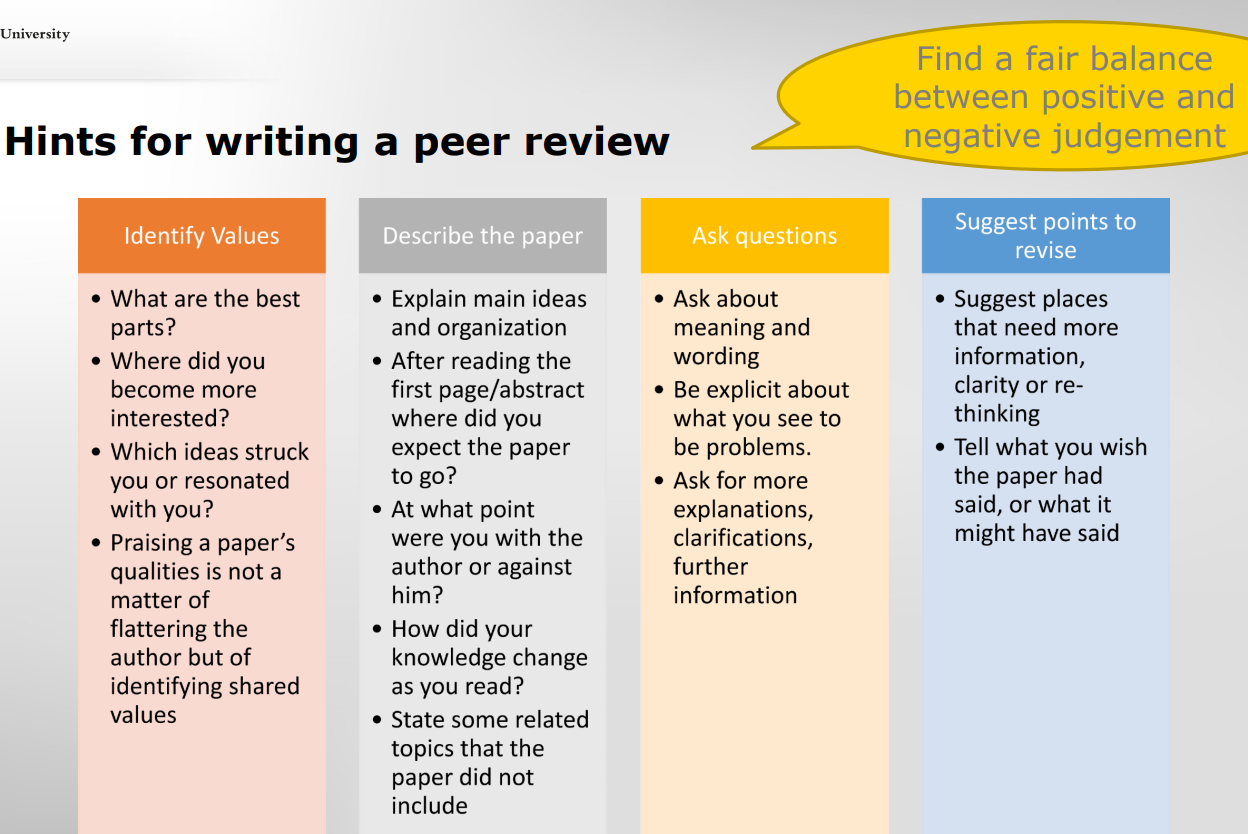 University
Find a fair balance
between positive and
negative judgement
Hints for writing a peer review
Identify Values
• What are the best
parts?
• Where did you
become more
interested?
• Which ideas struck
you or resonated
with you?
• Praising a paper’s
qualities is not a
matter of
flattering the
author but of
identifying shared
values
Describe the paper
• Explain main ideas
and organization
• After reading the
first page/abstract
where did you
expect the paper
to go?
• At what point
were you with the
author or against
him?
• How did your
knowledge change
as you read?
• State some related
topics that the
paper did not
include
Ask questions
• Ask about
meaning and
wording
• Be explicit about
what you see to
be problems.
• Ask for more
explanations,
clarifications,
further
information
Suggest points to
revise
• Suggest places
that need more
information,
clarity or re-
thinking
• Tell what you wish
the paper had
said, or what it
might have said